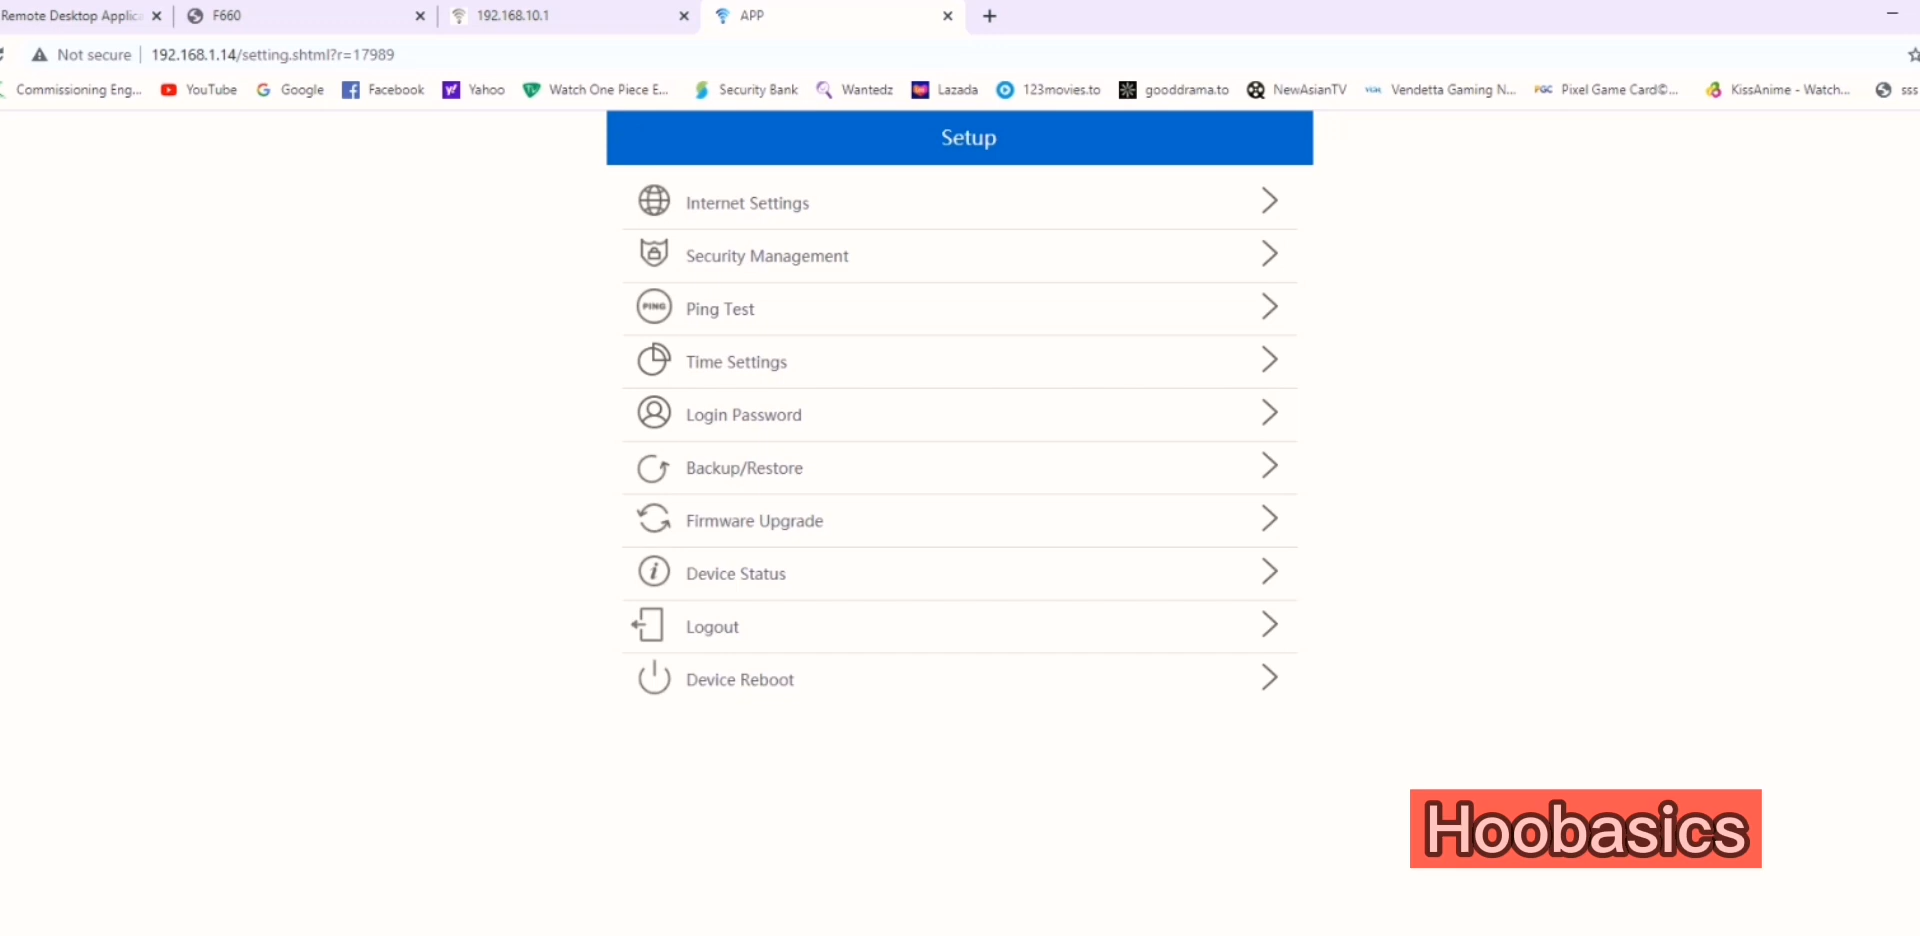 Remote Desktop Applica
F660
192.168.10.1
APP
Not secure
192.168.1.14/setting.shtml?r=17989
Commissioning Eng...
YouTube
Google
Facebook
Yahoo
Watch One Piece E...
Security Bank
Wantedz
Lazada
123movies.to
gooddrama.to
NewAsianTV
Vendetta Gaming N...
PGC
Pixel Game Card©...
KissAnime - Watch...
sss
Setup
Internet Settings
Security Management
PING
Ping Test
Time Settings
Login Password
Backup/Restore
Firmware Upgrade
Device Status
Logout
Device Reboot
Hoobasics